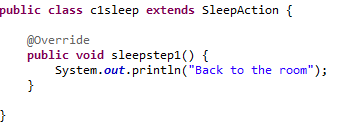 public class c1sleep extends SleepAction {
@Override
public void sleepstep1() {
System.out.println("Back to the room");
}
}